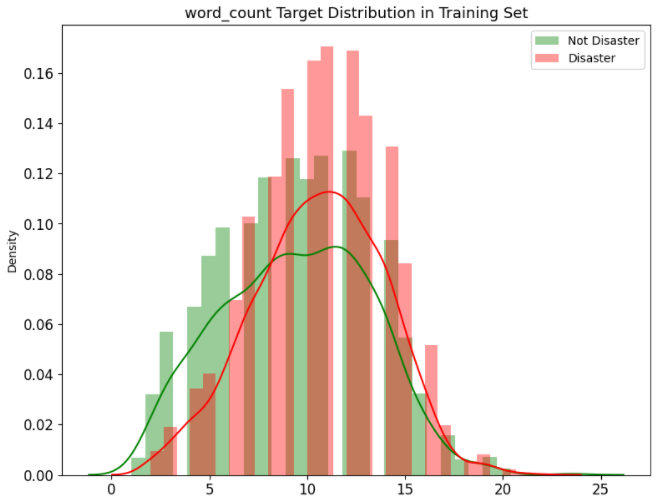 word_count Target Distribution in Training Set
Not Disaster
Disaster
Density
0.16
0.14
0.12
0.10
0.08
0.06
0.04
0.02
0.00
0 5 10 15 20 25